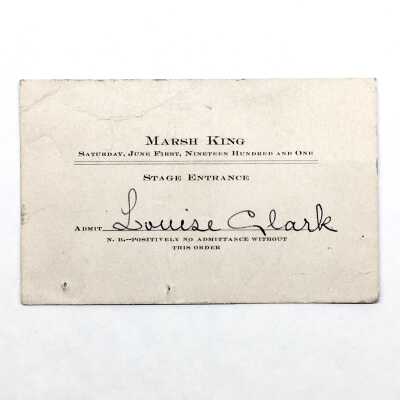 MARSH KING
SATURDAY, JUNE FIRST, NINETEEN HUNDRED AND ONE
STAGE ENTRANCE
ADMIT Louise Clark
N. B.—POSITIVELY NO ADMITTANCE WITHOUT
THIS ORDER